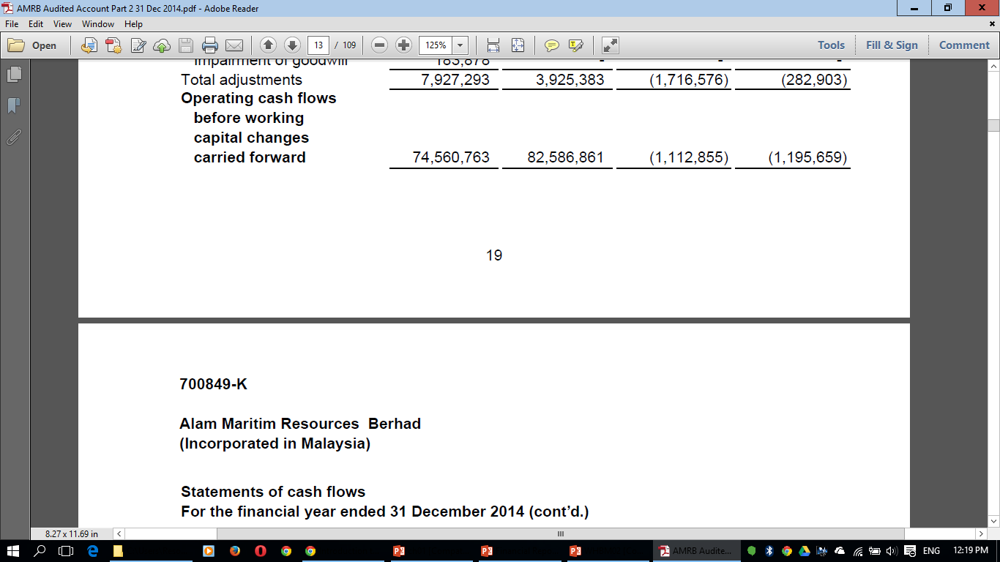 AMRB Audited Account Part 2 31 Dec 2014.pdf - Adobe Reader
File Edit View Window Help
Open 13 / 109 125% Tools Fill & Sign Comment
Impairment of goodwill 183,878 - - -
Total adjustments 7,927,293 3,925,383 (1,716,576) (282,903)
Operating cash flows
before working
capital changes
carried forward 74,560,763 82,586,861 (1,112,855) (1,195,659)
19
700849-K
Alam Maritim Resources Berhad
(Incorporated in Malaysia)
Statements of cash flows
For the financial year ended 31 December 2014 (cont’d.)
8.27 x 11.69 in
AMRB Audite... ENG 12:19 PM